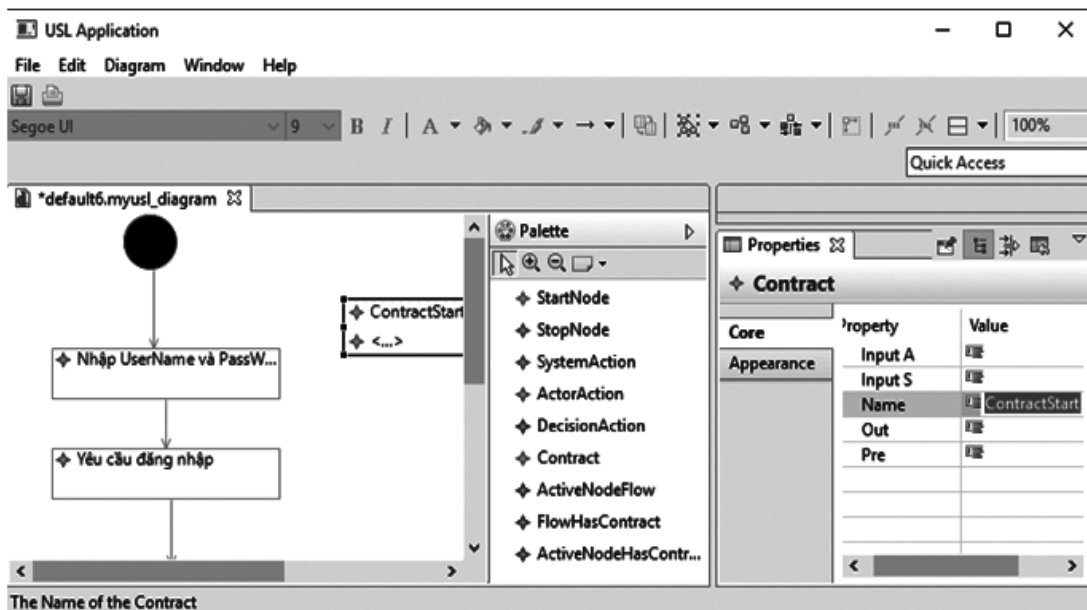 USL Application
File Edit Diagram Window Help
Segoe UI 9 B I A 100%
Quick Access
*default6.myusl_diagram
Nhập UserName và PassW...
Yêu cầu đăng nhập
ContractStart
<...>
Palette
StartNode
StopNode
SystemAction
ActorAction
DecisionAction
Contract
ActiveNodeFlow
FlowHasContract
ActiveNodeHasContr...
Properties
Contract
Core
Appearance
Property Value
Input A
Input S
Name ContractStart
Out
Pre
The Name of the Contract